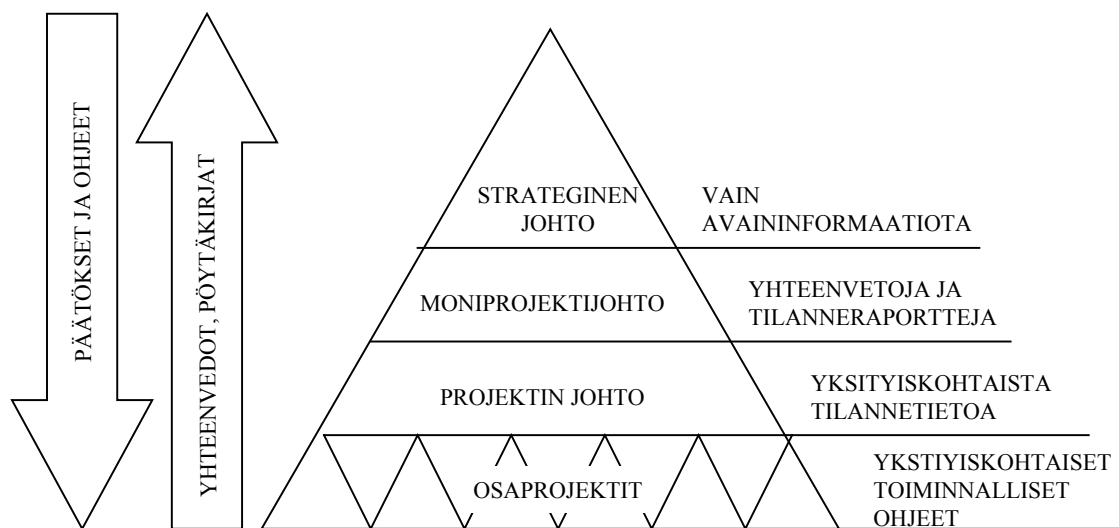 PÄÄTÖKSET JA OHJEET
YHTEENVEDOT, PÖYTÄKIRJAT
STRATEGINEN
JOHTO
VAIN
AVAININFORMAATIOTA
MONIPROJEKTIJOHTO
YHTEENVETOJA JA
TILANNERAPORTTEJA
PROJEKTIN JOHTO
YKSITYISKOHTAISTA
TILANNETIETOA
OSAPROJEKTIT
YKSTIYISKOHTAISET
TOIMINNALLISET
OHJEET